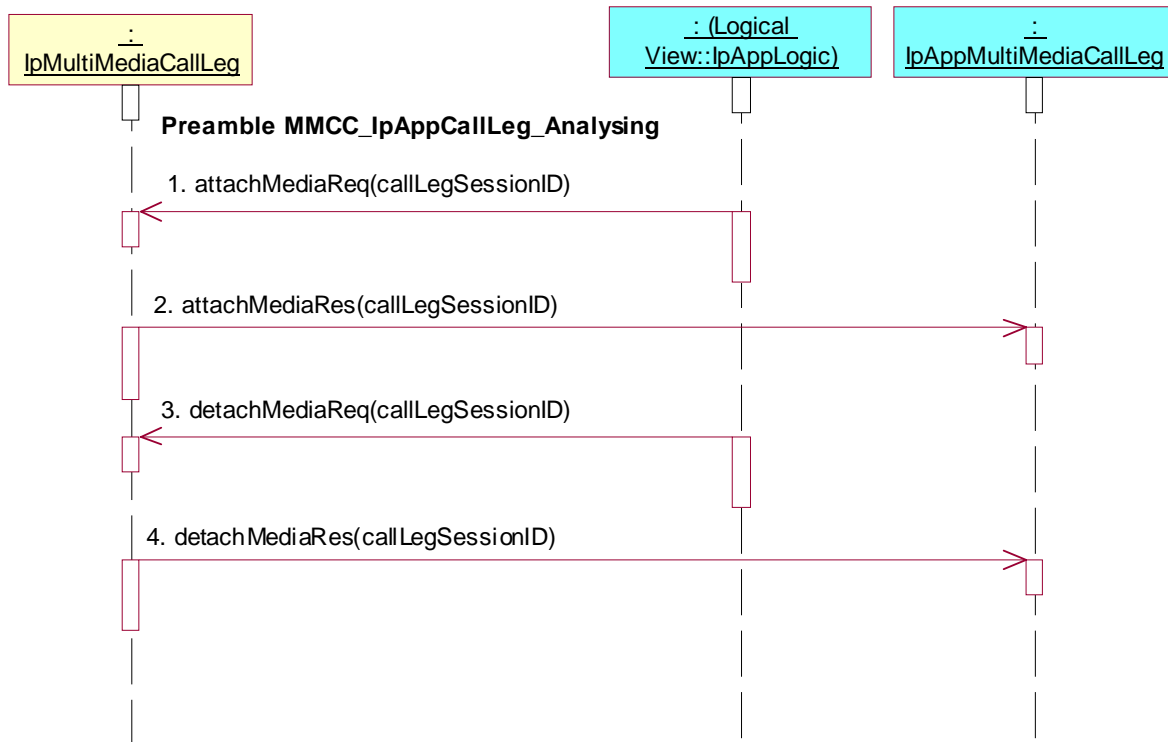 :
IpMultiMediaCallLeg
: (Logical
View::IpAppLogic)
:
IpAppMultiMediaCallLeg
Preamble MMCC_IpAppCallLeg_Analysing
1. attachMediaReq(callLegSessionID)
2. attachMediaRes(callLegSessionID)
3. detachMediaReq(callLegSessionID)
4. detachMediaRes(callLegSessionID)